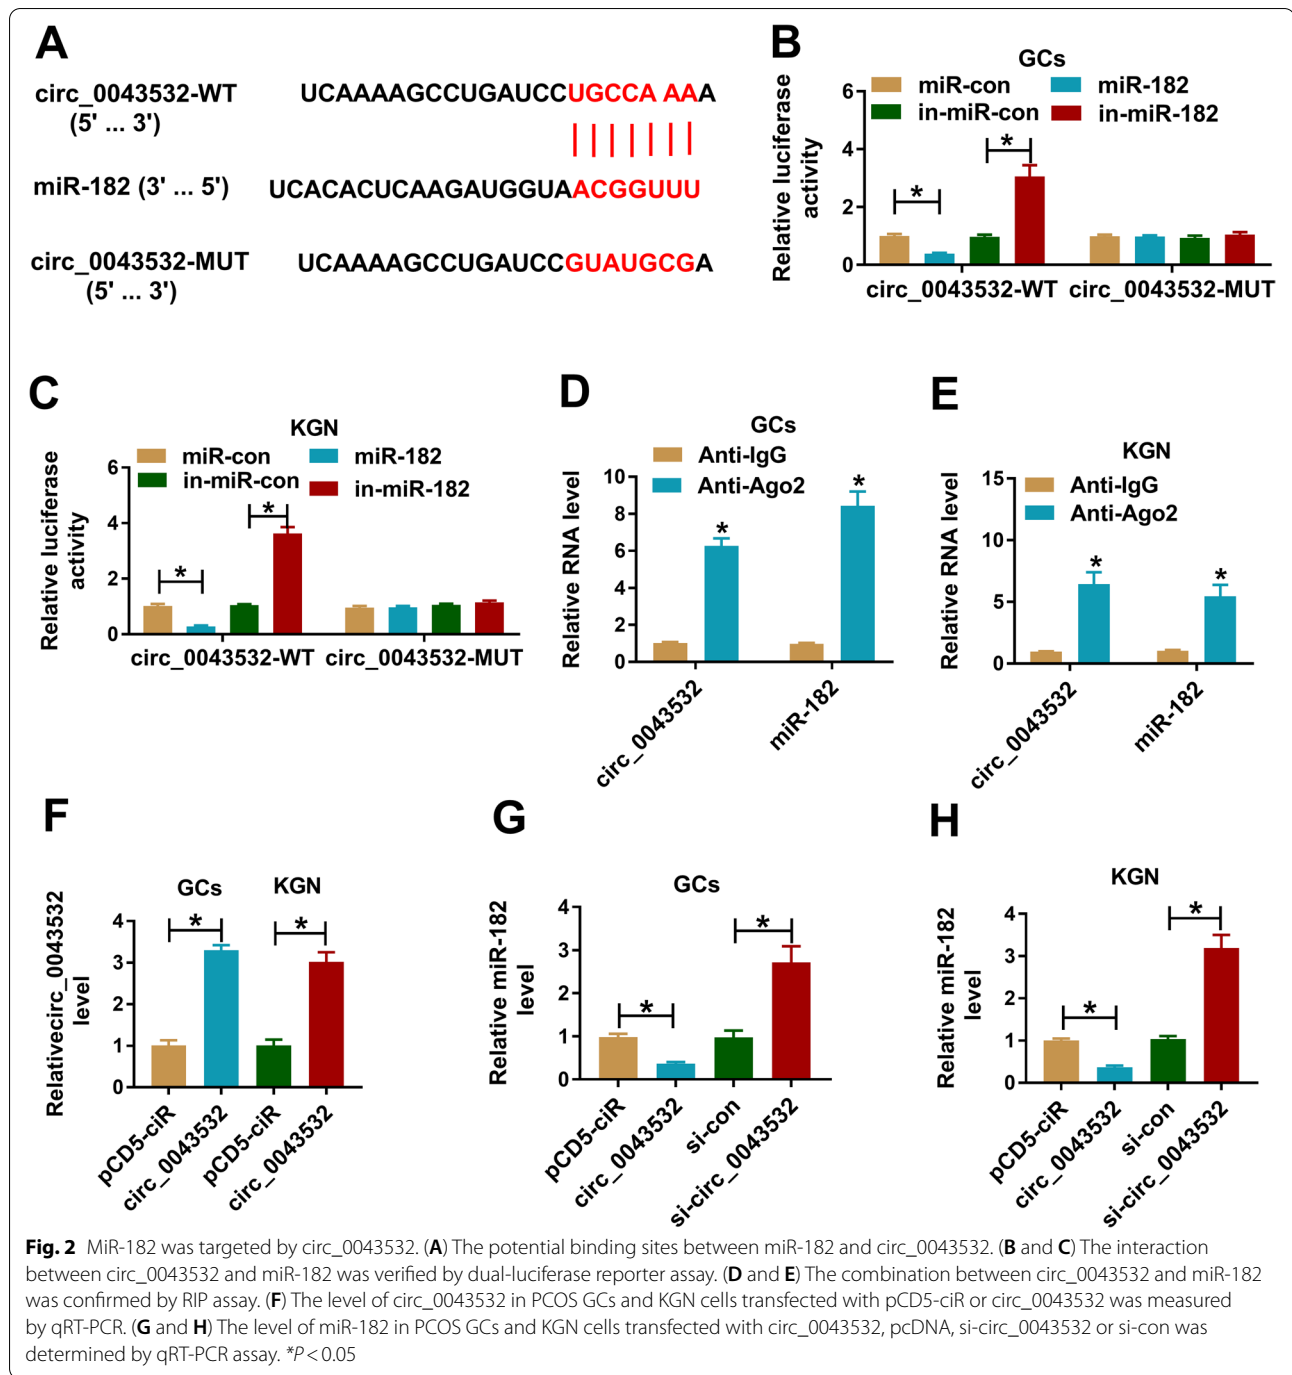 A
circ_0043532-WT UCAAAAGCCUGAUCCUGCCA AAA
(5' ... 3')
miR-182 (3' ... 5') UCACACUCAAGAUGGUAACGGUUU
circ_0043532-MUT UCAAAAGCCUGAUCCGUAUGCGA
(5' ... 3')
B
GCs
miR-con miR-182
in-miR-con in-miR-182
Relative luciferase
activity
6
4
2
0
* *
circ_0043532-WT circ_0043532-MUT
C
KGN
miR-con miR-182
in-miR-con in-miR-182
Relative luciferase
activity
6
4
2
0
* *
circ_0043532-WT circ_0043532-MUT
D
GCs
Anti-IgG
Anti-Ago2
Relative RNA level
10
8
6
4
2
0
* *
circ_0043532 miR-182
E
KGN
Anti-IgG
Anti-Ago2
Relative RNA level
15
10
5
0
* *
circ_0043532 miR-182
F
GCs KGN
Relativecirc_0043532
level
4
3
2
1
0
* *
pCD5-ciR circ_0043532 pCD5-ciR circ_0043532
G
GCs
Relative miR-182
level
4
3
2
1
0
* *
pCD5-ciR circ_0043532 si-con si-circ_0043532
H
KGN
Relative miR-182
level
4
3
2
1
0
* *
pCD5-ciR circ_0043532 si-con si-circ_0043532
Fig. 2 MiR-182 was targeted by circ_0043532. (A) The potential binding sites between miR-182 and circ_0043532. (B and C) The interaction
between circ_0043532 and miR-182 was verified by dual-luciferase reporter assay. (D and E) The combination between circ_0043532 and miR-182
was confirmed by RIP assay. (F) The level of circ_0043532 in PCOS GCs and KGN cells transfected with pCD5-ciR or circ_0043532 was measured
by qRT-PCR. (G and H) The level of miR-182 in PCOS GCs and KGN cells transfected with circ_0043532, pcDNA, si-circ_0043532 or si-con was
determined by qRT-PCR assay. *P < 0.05